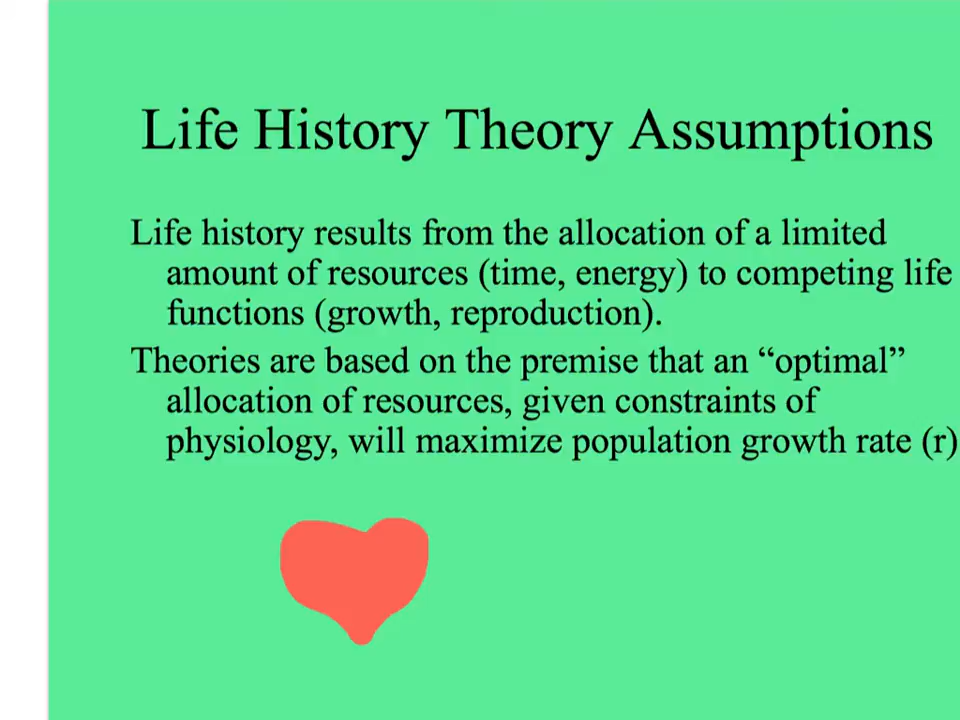 Life History Theory Assumptions
Life history results from the allocation of a limited
amount of resources (time, energy) to competing life
functions (growth, reproduction).
Theories are based on the premise that an “optimal”
allocation of resources, given constraints of
physiology, will maximize population growth rate (r)